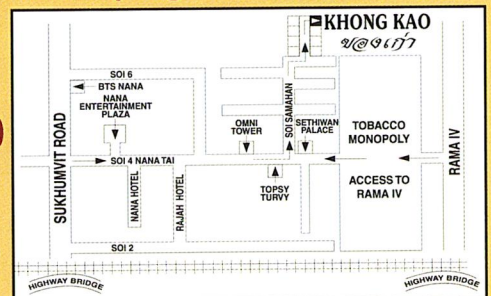 KHONG KAO
ของเก่า
SOI 6
BTS NANA
NANA
ENTERTAINMENT
PLAZA
SUKHUMVIT ROAD
SOI 4 NANA TAI
NANA HOTEL
RAJAH HOTEL
OMNI
TOWER
SOI SAMAHAN
SETHIWAN
PALACE
TOPSY
TURVY
TOBACCO
MONOPOLY
ACCESS TO
RAMA IV
RAMA IV
SOI 2
HIGHWAY BRIDGE
HIGHWAY BRIDGE